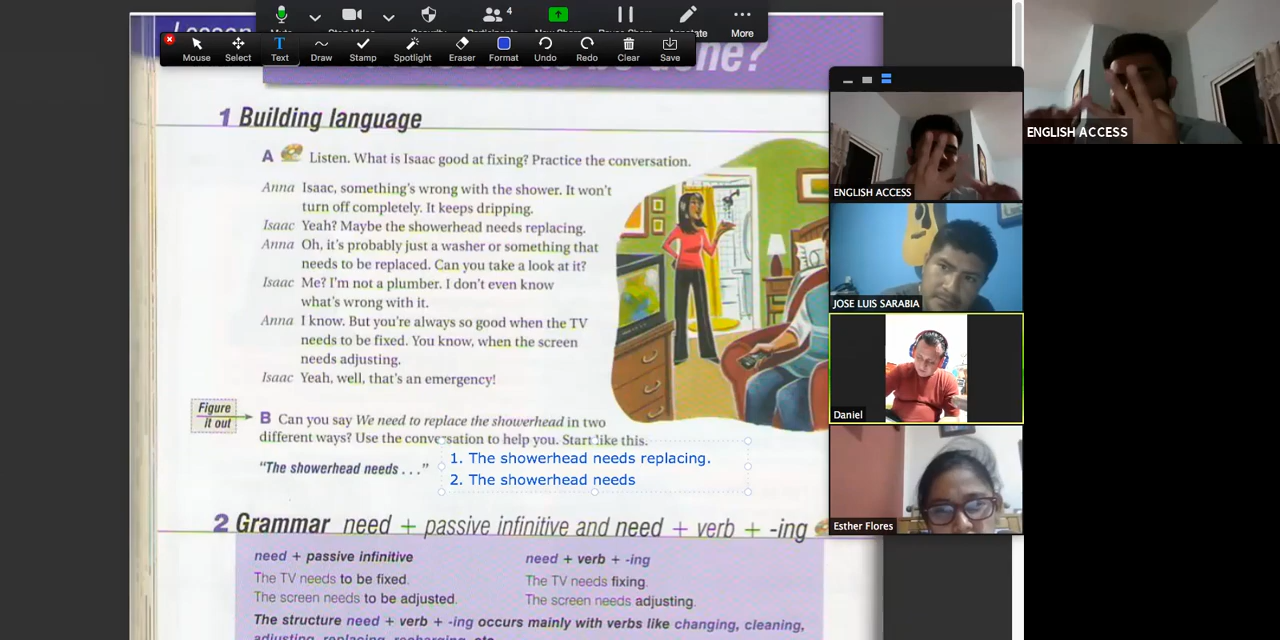 4
More
Mouse
Select
Text
Draw
Stamp
Spotlight
Eraser
Format
Undo
Redo
Clear
Save
Lesson
to be done?
1 Building language
A Listen. What is Isaac good at fixing? Practice the conversation.
Anna Isaac, something's wrong with the shower. It won't
turn off completely. It keeps dripping.
Isaac Yeah? Maybe the showerhead needs replacing.
Anna Oh, it's probably just a washer or something that
needs to be replaced. Can you take a look at it?
Isaac Me? I'm not a plumber. I don't even know
what's wrong with it.
Anna I know. But you're always so good when the TV
needs to be fixed. You know, when the screen
needs adjusting.
Isaac Yeah, well, that's an emergency!
Figure
it out
B Can you say We need to replace the showerhead in two
different ways? Use the conversation to help you. Start like this.
"The showerhead needs . . ."
1. The showerhead needs replacing.
2. The showerhead needs
2 Grammar need + passive infinitive and need + verb + -ing
need + passive infinitive
The TV needs to be fixed.
The screen needs to be adjusted.
need + verb + -ing
The TV needs fixing.
The screen needs adjusting.
The structure need + verb + -ing occurs mainly with verbs like changing, cleaning,
adjusting, replacing, recharging, etc.
ENGLISH ACCESS
JOSE LUIS SARABIA
Daniel
Esther Flores
ENGLISH ACCESS